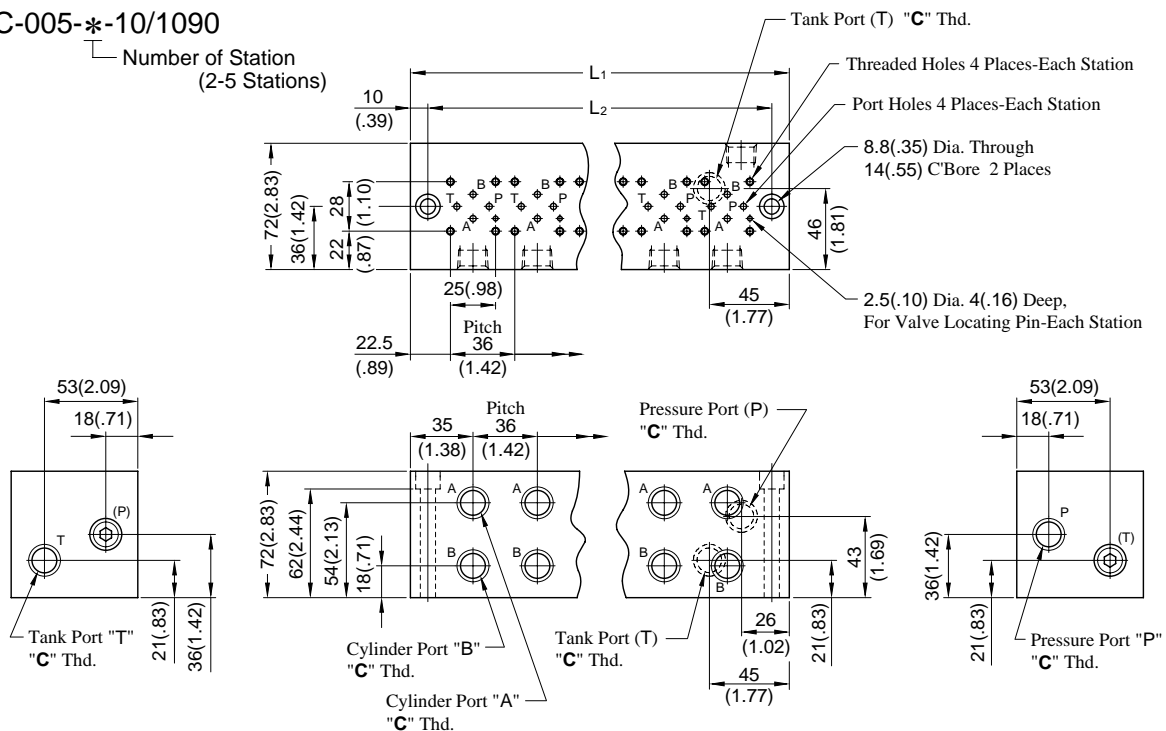 C-005-*-10/1090
Number of Station
(2-5 Stations)
Tank Port (T) "C" Thd.
L1
Threaded Holes 4 Places-Each Station
10
(.39)
L2
Port Holes 4 Places-Each Station
8.8(.35) Dia. Through
14(.55) C'Bore 2 Places
72(2.83)
36(1.42)
28
(1.10)
22
(.87)
T B P A T B P A
T B P A T B P A
46
(1.81)
25(.98)
45
(1.77)
2.5(.10) Dia. 4(.16) Deep,
For Valve Locating Pin-Each Station
Pitch
22.5
(.89)
36
(1.42)
53(2.09)
18(.71)
T
(P)
Tank Port "T"
"C" Thd.
21(.83)
36(1.42)
35
(1.38)
Pitch
36
(1.42)
Pressure Port (P)
"C" Thd.
72(2.83)
62(2.44)
54(2.13)
18(.71)
A A A A
B B B B
43
(1.69)
26
(1.02)
21(.83)
45
(1.77)
Cylinder Port "B"
"C" Thd.
Tank Port (T)
"C" Thd.
Cylinder Port "A"
"C" Thd.
53(2.09)
18(.71)
P
(T)
36(1.42)
21(.83)
Pressure Port "P"
"C" Thd.